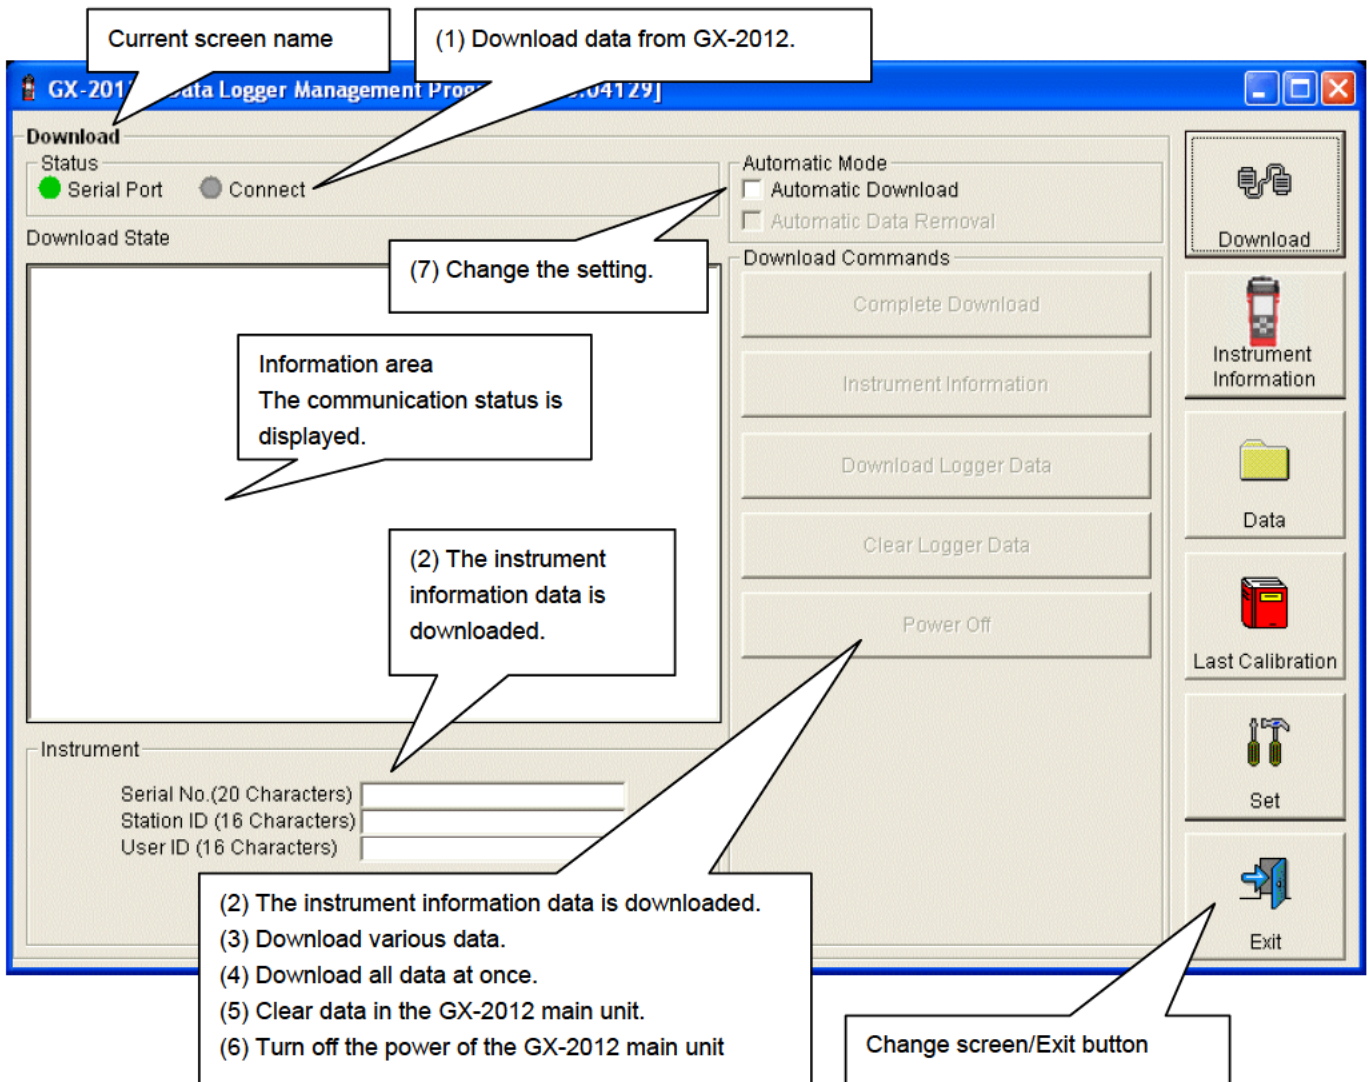 Current screen name
(1) Download data from GX-2012.
GX-201 Data Logger Management Prog .04129]
Download
Status
Serial Port
Connect
Automatic Mode
Automatic Download
Automatic Data Removal
Download State
(7) Change the setting.
Download Commands
Complete Download
Instrument Information
Download Logger Data
Clear Logger Data
Power Off
Information area
The communication status is
displayed.
(2) The instrument
information data is
downloaded.
Instrument
Serial No.(20 Characters)
Station ID (16 Characters)
User ID (16 Characters)
(2) The instrument information data is downloaded.
(3) Download various data.
(4) Download all data at once.
(5) Clear data in the GX-2012 main unit.
(6) Turn off the power of the GX-2012 main unit
Download
Instrument
Information
Data
Last Calibration
Set
Exit
Change screen/Exit button